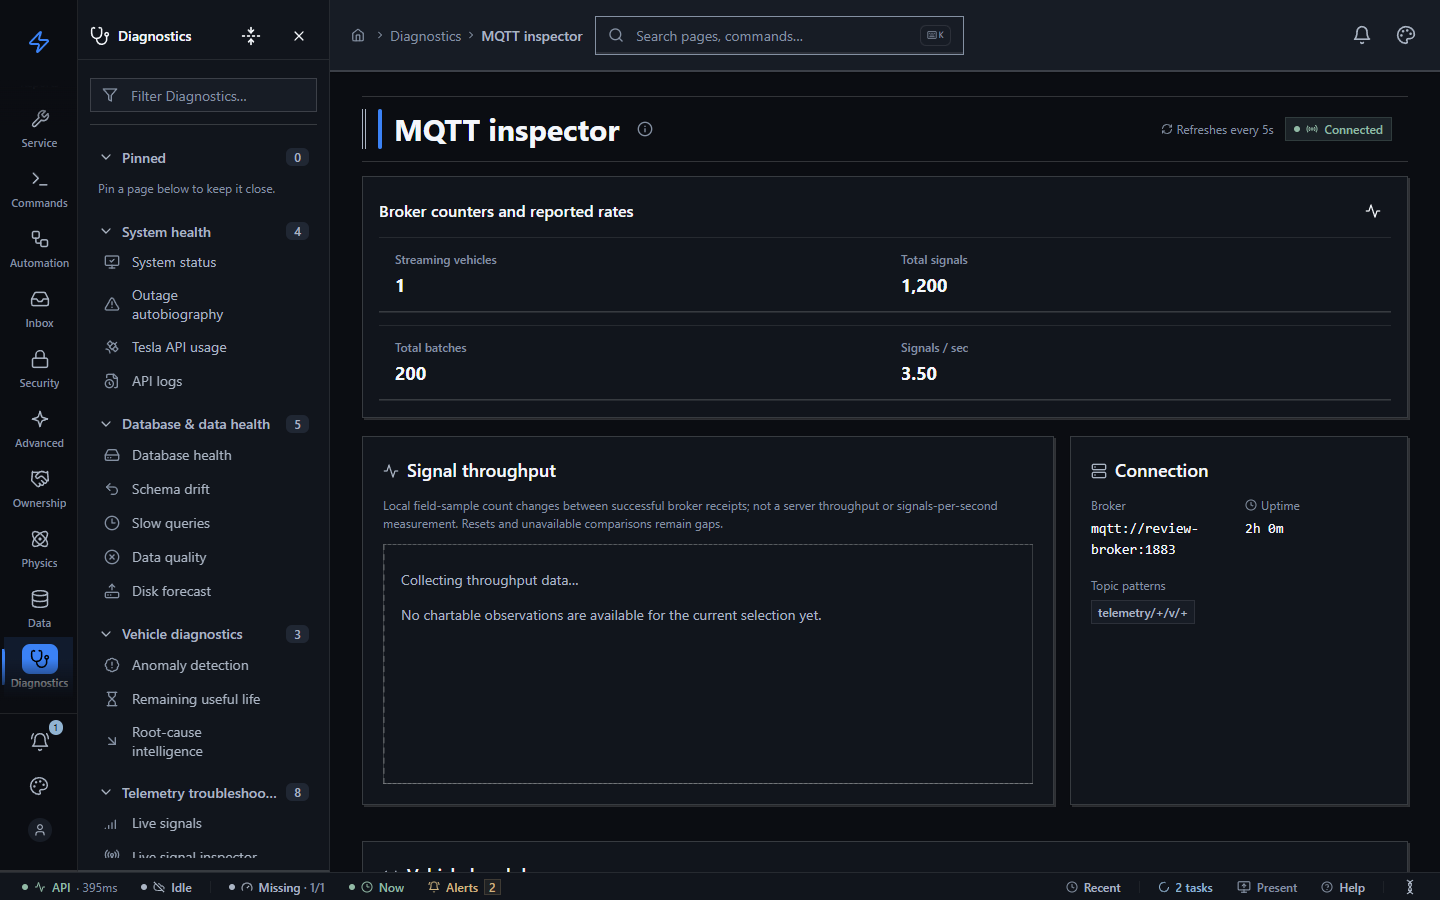 Service
Commands
Automation
Inbox
Security
Advanced
Ownership
Physics
Data
Diagnostics
1
Diagnostics
Filter Diagnostics...
Pinned 0
Pin a page below to keep it close.
System health 4
System status
Outage
autobiography
Tesla API usage
API logs
Database & data health 5
Database health
Schema drift
Slow queries
Data quality
Disk forecast
Vehicle diagnostics 3
Anomaly detection
Remaining useful life
Root-cause
intelligence
Telemetry troubleshoo... 8
Live signals
Live signal inspector
Diagnostics MQTT inspector
Search pages, commands... K
MQTT inspector
Refreshes every 5s Connected
Broker counters and reported rates
Streaming vehicles Total signals
1 1,200
Total batches Signals / sec
200 3.50
Signal throughput
Local field-sample count changes between successful broker receipts; not a server throughput or signals-per-second
measurement. Resets and unavailable comparisons remain gaps.
Collecting throughput data...
No chartable observations are available for the current selection yet.
Connection
Broker Uptime
mqtt://review-
broker:1883
2h 0m
Topic patterns
telemetry/+/v/+
API · 395ms Idle Missing · 1/1 Now Alerts 2 Recent 2 tasks Present Help